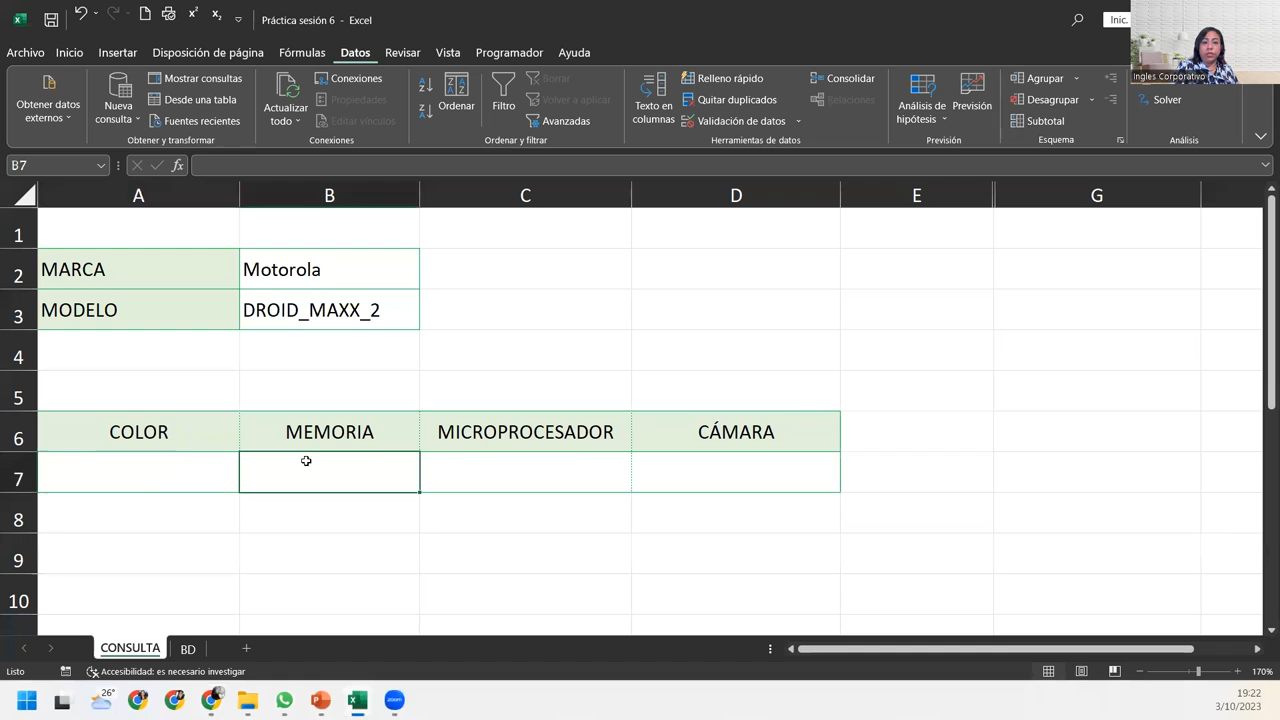 Práctica sesión 6 - Excel
Inic.
Ingles Corporativo
Archivo Inicio Insertar Disposición de página Fórmulas Datos Revisar Vista Programador Ayuda
Obtener datos externos
Nueva consulta
Mostrar consultas
Desde una tabla
Fuentes recientes
Obtener y transformar
Actualizar todo
Conexiones
Propiedades
Editar vínculos
Conexiones
Ordenar
Filtro
Volver a aplicar
Avanzadas
Ordenar y filtrar
Texto en columnas
Relleno rápido
Quitar duplicados
Validación de datos
Consolidar
Relaciones
Herramientas de datos
Análisis de hipótesis
Previsión
Previsión
Agrupar
Desagrupar
Subtotal
Esquema
Solver
Análisis
B7
fx
A B C D E G
1
2 MARCA Motorola
3 MODELO DROID_MAXX_2
4
5
6 COLOR MEMORIA MICROPROCESADOR CÁMARA
7
8
9
10
CONSULTA BD
Listo
Accesibilidad: es necesario investigar
170%
26°
19:22
3/10/2023